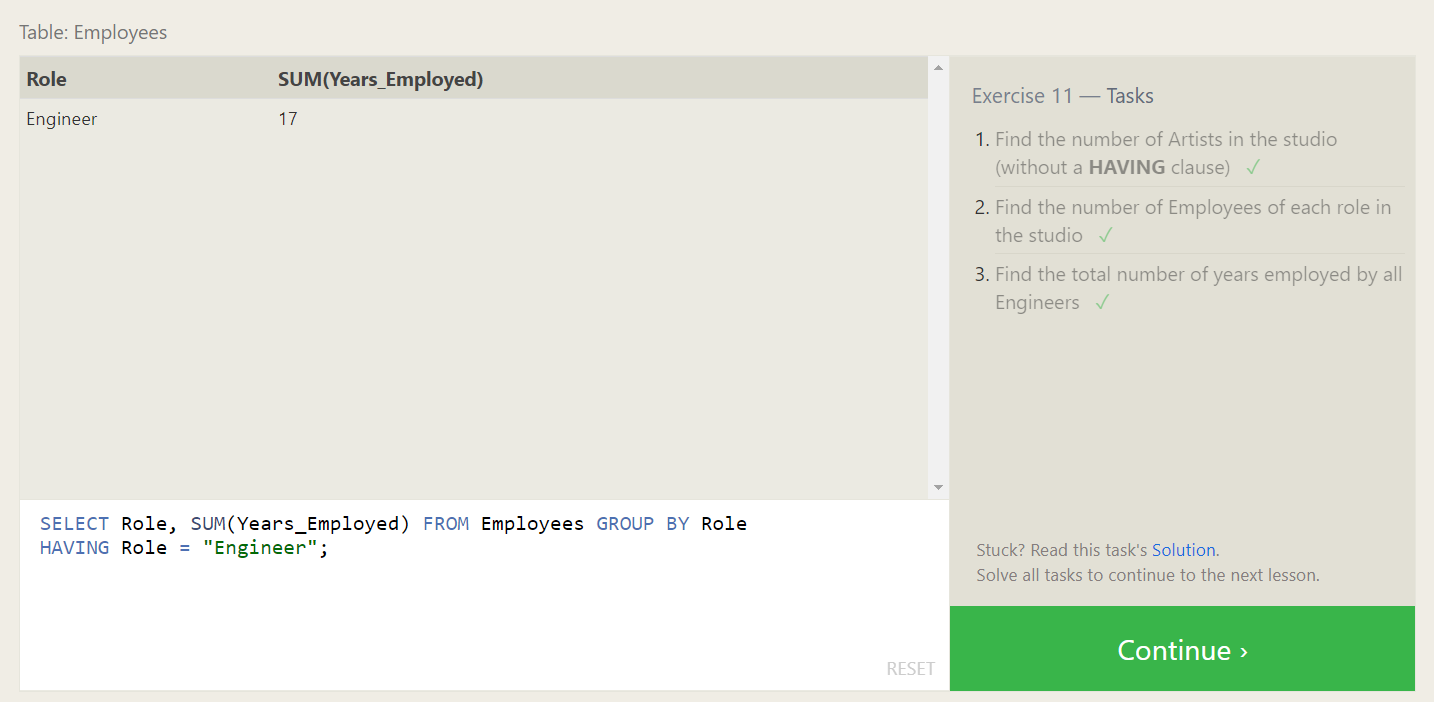 Table: Employees
Role SUM(Years_Employed)
Engineer 17
SELECT Role, SUM(Years_Employed) FROM Employees GROUP BY Role
HAVING Role = "Engineer";
RESET
Exercise 11 — Tasks
1. Find the number of Artists in the studio
(without a HAVING clause) ✓
2. Find the number of Employees of each role in
the studio ✓
3. Find the total number of years employed by all
Engineers ✓
Stuck? Read this task's Solution.
Solve all tasks to continue to the next lesson.
Continue ›